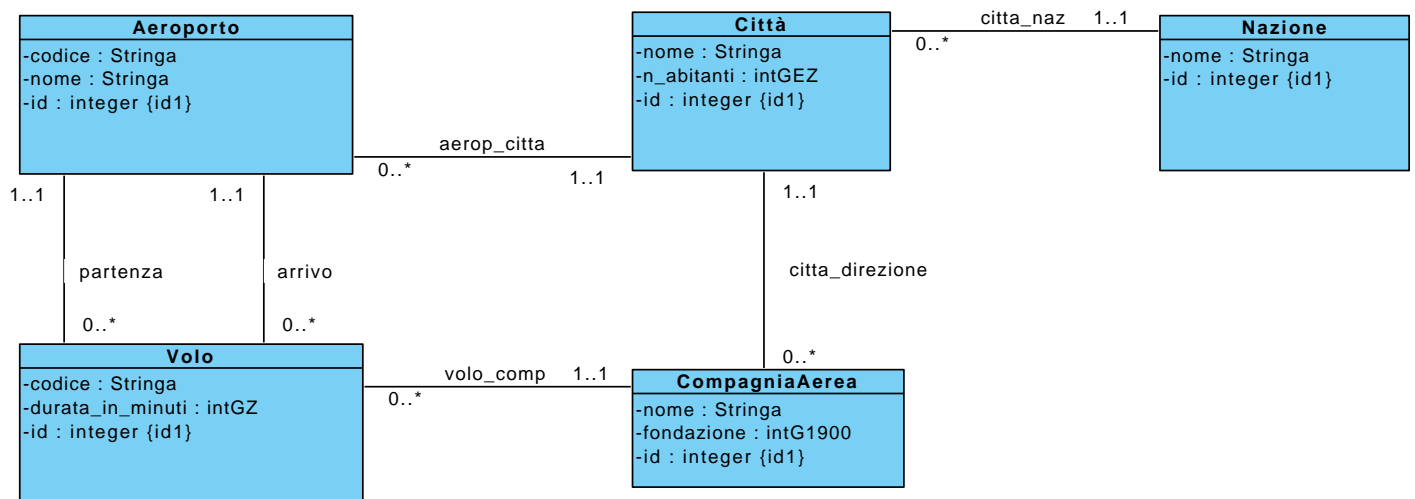 Aeroporto
-codice : Stringa
-nome : Stringa
-id : integer {id1}
Città
-nome : Stringa
-n_abitanti : intGEZ
-id : integer {id1}
citta_naz 1..1
0..*
Nazione
-nome : Stringa
-id : integer {id1}
aerop_citta
0..*
1..1
1..1
1..1
1..1
partenza
arrivo
citta_direzione
0..*
0..*
0..*
Volo
-codice : Stringa
-durata_in_minuti : intGZ
-id : integer {id1}
volo_comp 1..1
0..*
CompagniaAerea
-nome : Stringa
-fondazione : intG1900
-id : integer {id1}